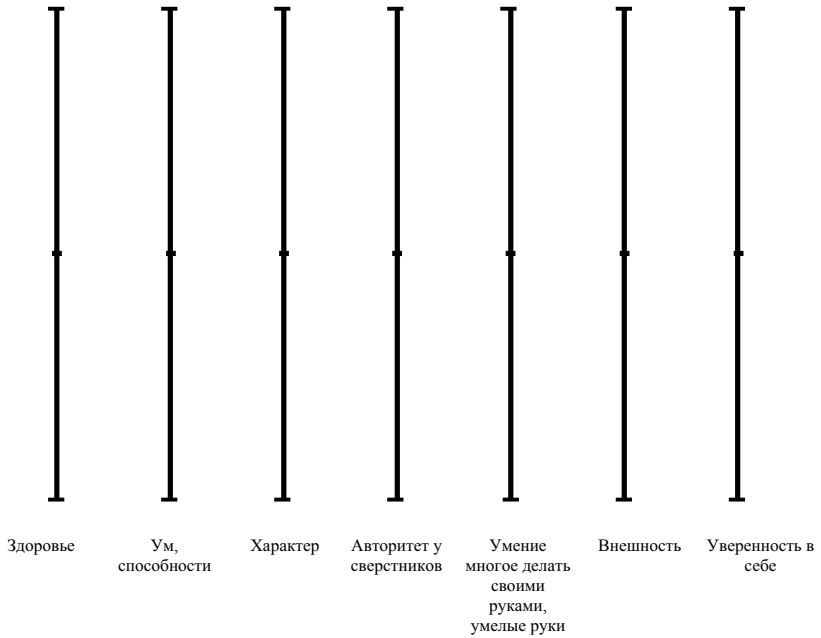 Здоровье
Ум,
способности
Характер
Авторитет у
сверстников
Умение
многое делать
своими
руками,
умелые руки
Внешность
Уверенность в
себе